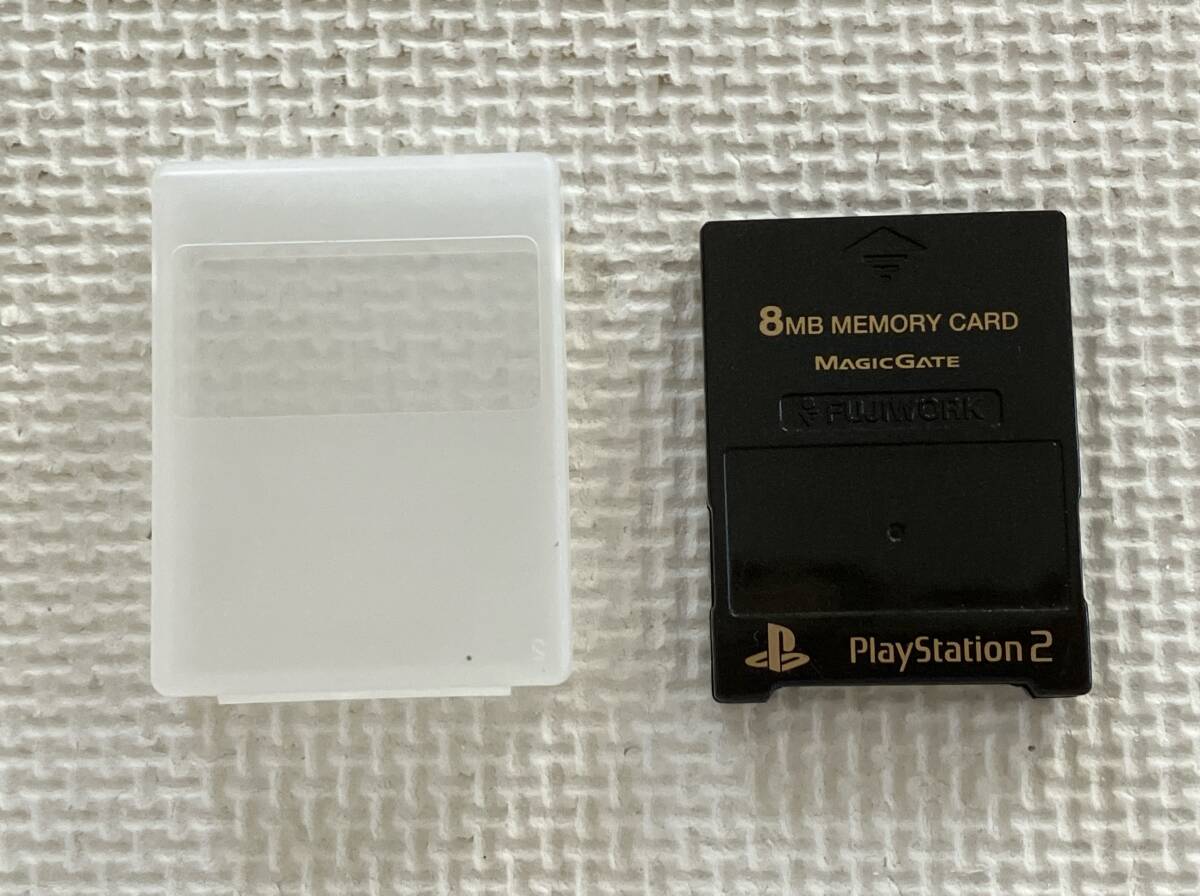 8MB MEMORY CARD
MAGICGATE
FUJIWORK
PlayStation 2